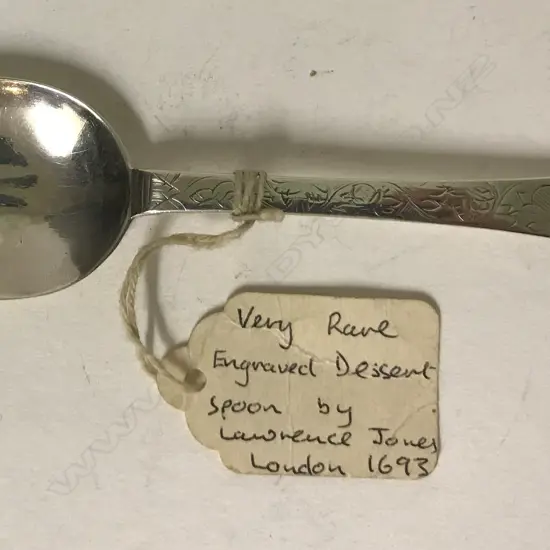 Very Rare
Engraved Dessert
spoon by
Lawrence Jones
London 1693